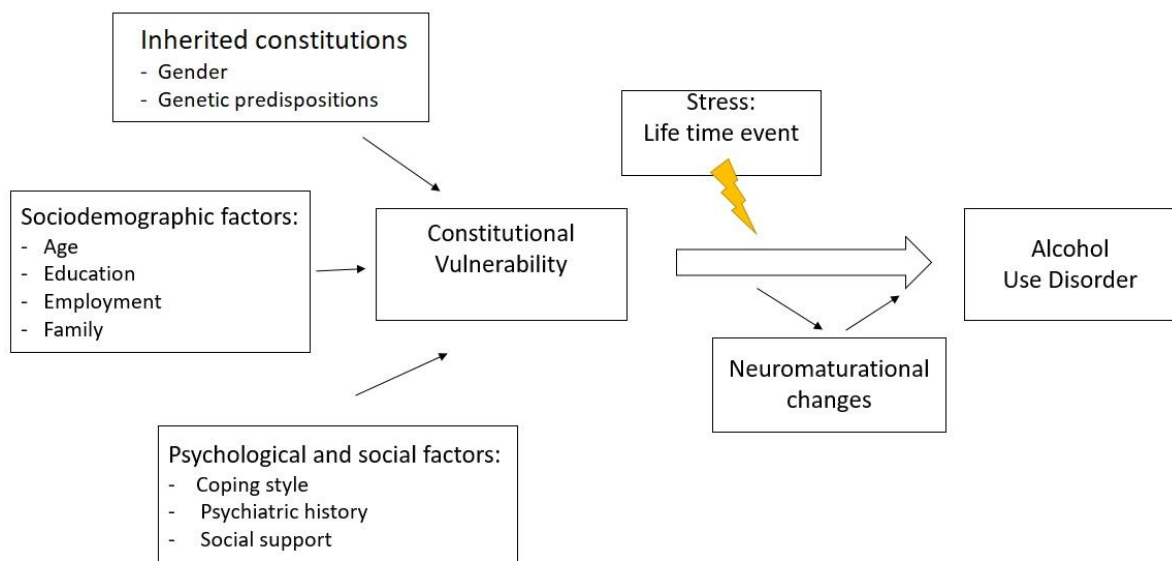 Inherited constitutions
- Gender
- Genetic predispositions
Stress:
Life time event
Sociodemographic factors:
- Age
- Education
- Employment
- Family
Constitutional
Vulnerability
Alcohol
Use Disorder
Neuromaturational
changes
Psychological and social factors:
- Coping style
- Psychiatric history
- Social support